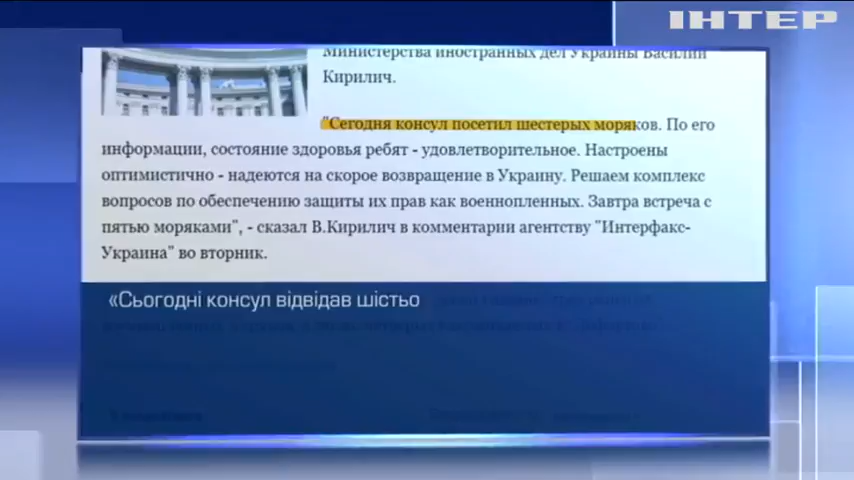 ІНТЕР
Министерства иностранных дел Украины Василий
Кирилич.
"Сегодня консул посетил шестерых моряков. По его
информации, состояние здоровья ребят - удовлетворительное. Настроены
оптимистично - надеются на скорое возвращение в Украину. Решаем комплекс
вопросов по обеспечению защиты их прав как военнопленных. Завтра встреча с
пятью моряками", - сказал В.Кирилич в комментарии агентству "Интерфакс-
Украина" во вторник.
«Сьогодні консул відвідав шістьо